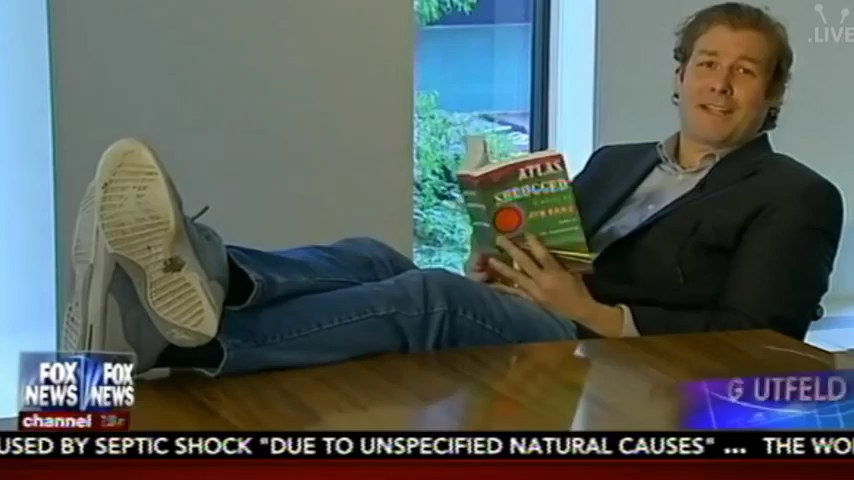 .LIVE
ATLAS
SHRUGGED
AYN RAND
FOX NEWS
FOX NEWS
channel
G UTFELD
USED BY SEPTIC SHOCK "DUE TO UNSPECIFIED NATURAL CAUSES" ... THE WO